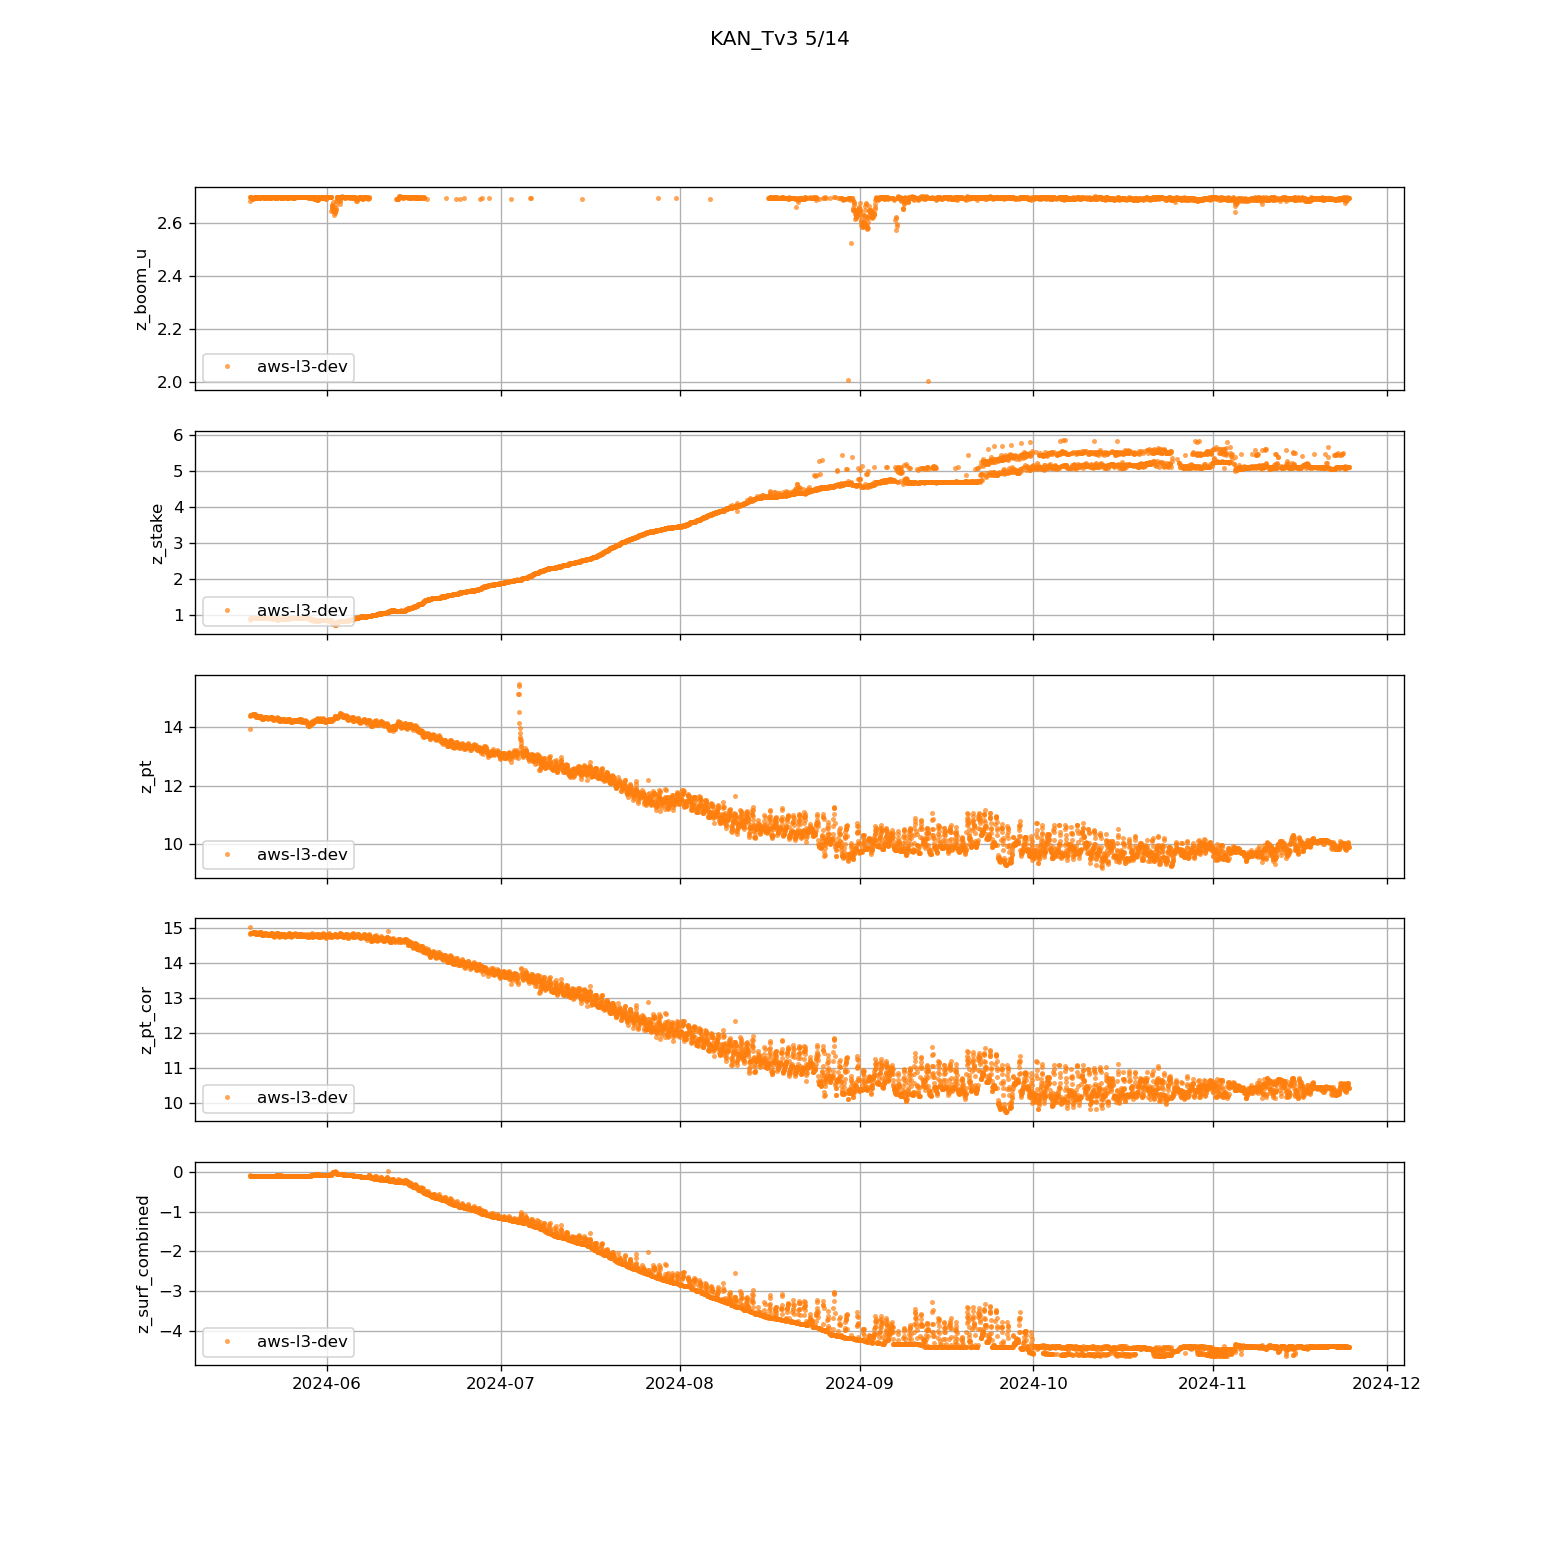 KAN_Tv3 5/14
z_boom_u
2.6
2.4
2.2
2.0
aws-l3-dev
z_stake
6
5
4
3
2
1
aws-l3-dev
z_pt
14
12
10
aws-l3-dev
z_pt_cor
15
14
13
12
11
10
aws-l3-dev
z_surf_combined
0
−1
−2
−3
−4
aws-l3-dev
2024-06 2024-07 2024-08 2024-09 2024-10 2024-11 2024-12